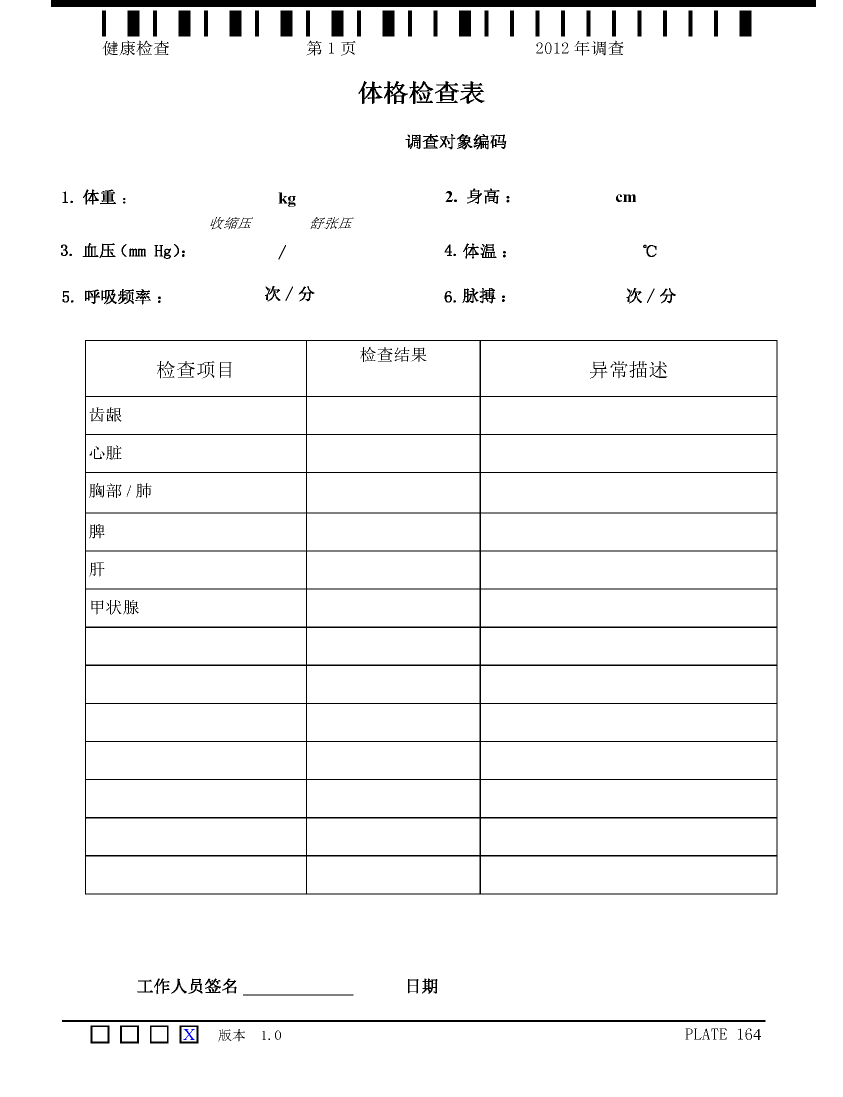 健康检查 第 1 页 2012 年调查
体格检查表
调查对象编码
1. 体重： kg 2. 身高： cm
收缩压 舒张压
3. 血压(mm Hg)： / 4. 体温： ℃
5. 呼吸频率： 次 / 分 6. 脉搏： 次 / 分
检查项目 检查结果 异常描述
齿龈
心脏
胸部 / 肺
脾
肝
甲状腺
工作人员签名 ____________ 日期
X 版本 1.0 PLATE 164